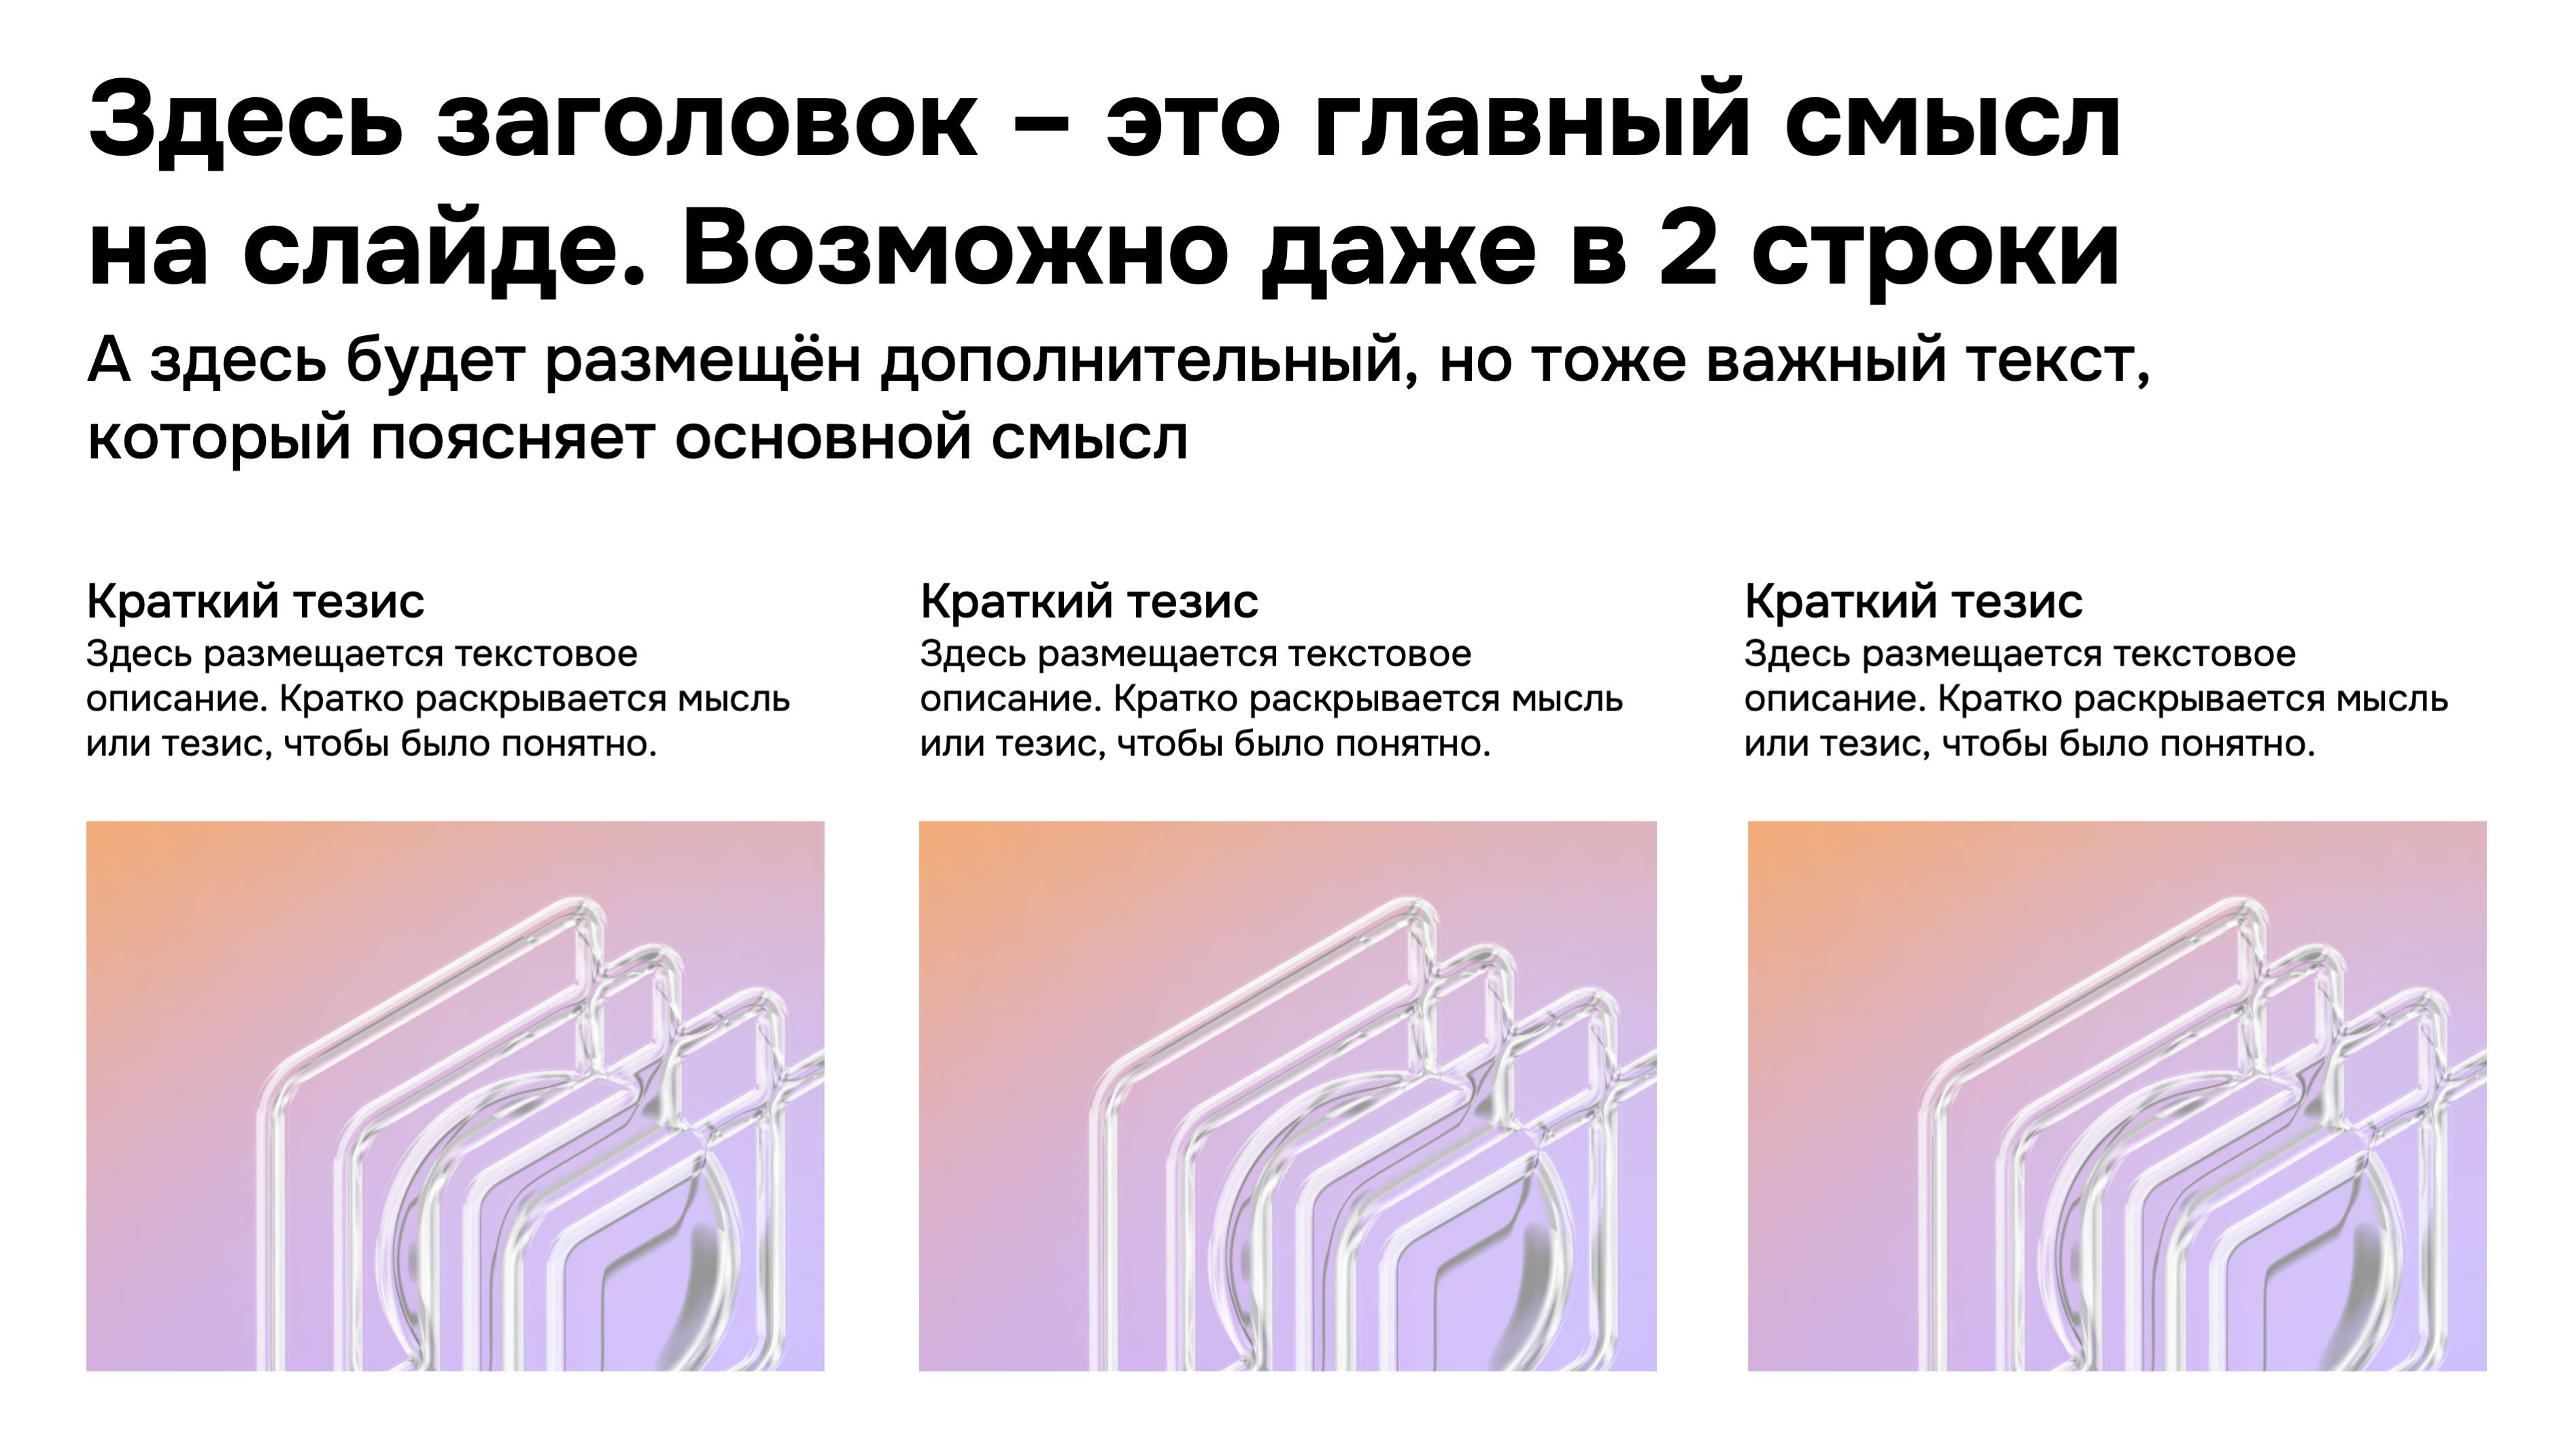 Здесь заголовок – это главный смысл
на слайде. Возможно даже в 2 строки
А здесь будет размещён дополнительный, но тоже важный текст,
который поясняет основной смысл
Краткий тезис
Здесь размещается текстовое
описание. Кратко раскрывается мысль
или тезис, чтобы было понятно.
Краткий тезис
Здесь размещается текстовое
описание. Кратко раскрывается мысль
или тезис, чтобы было понятно.
Краткий тезис
Здесь размещается текстовое
описание. Кратко раскрывается мысль
или тезис, чтобы было понятно.